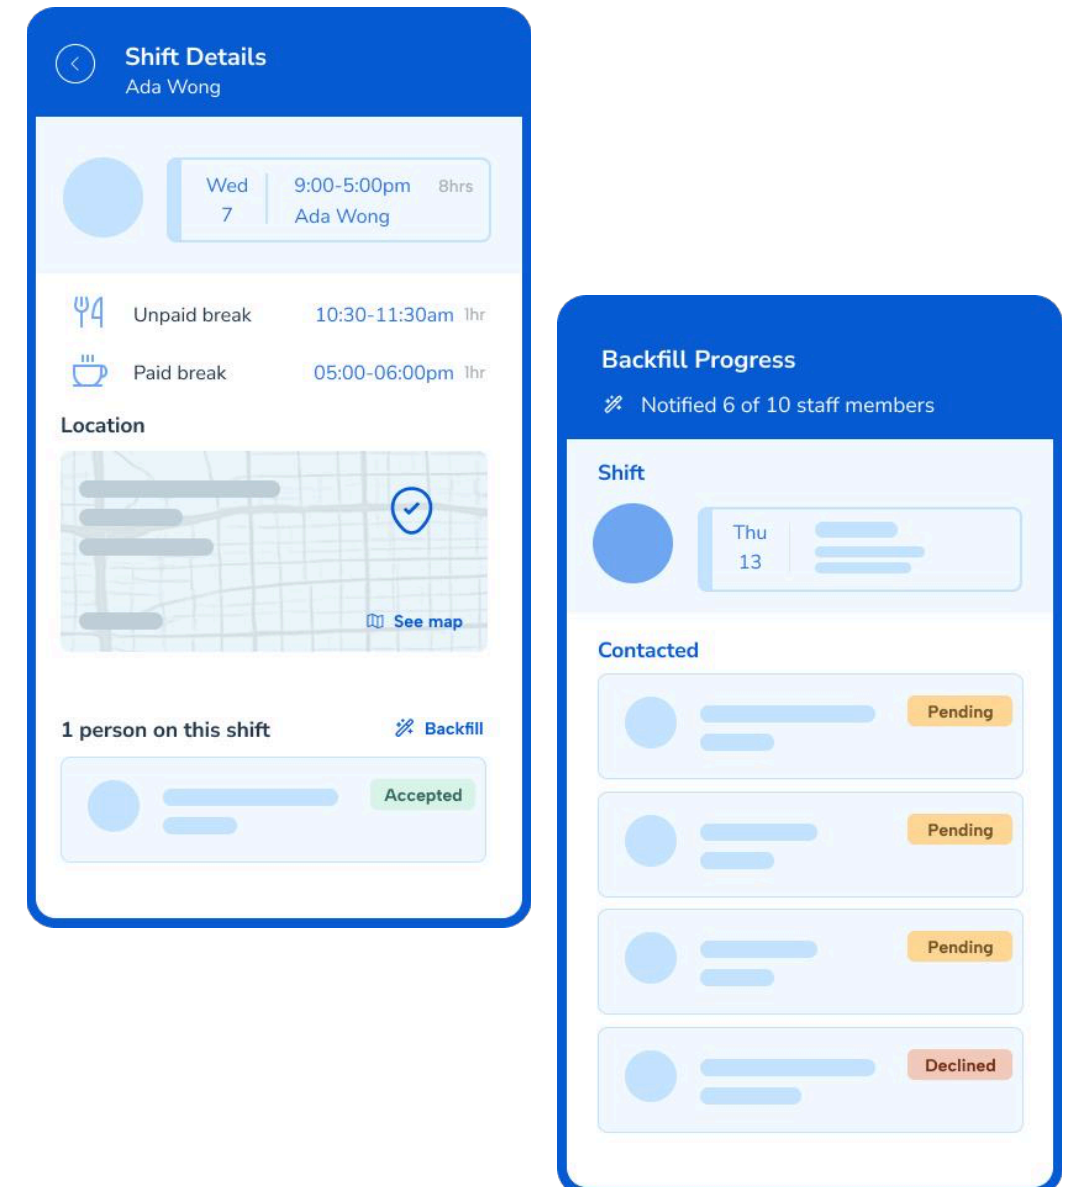 Shift Details
Ada Wong
Wed 9:00-5:00pm 8hrs
7 Ada Wong
Unpaid break 10:30-11:30am 1hr
Paid break 05:00-06:00pm 1hr
Location
See map
1 person on this shift Backfill
Accepted
Backfill Progress
Notified 6 of 10 staff members
Shift
Thu
13
Contacted
Pending
Pending
Pending
Declined